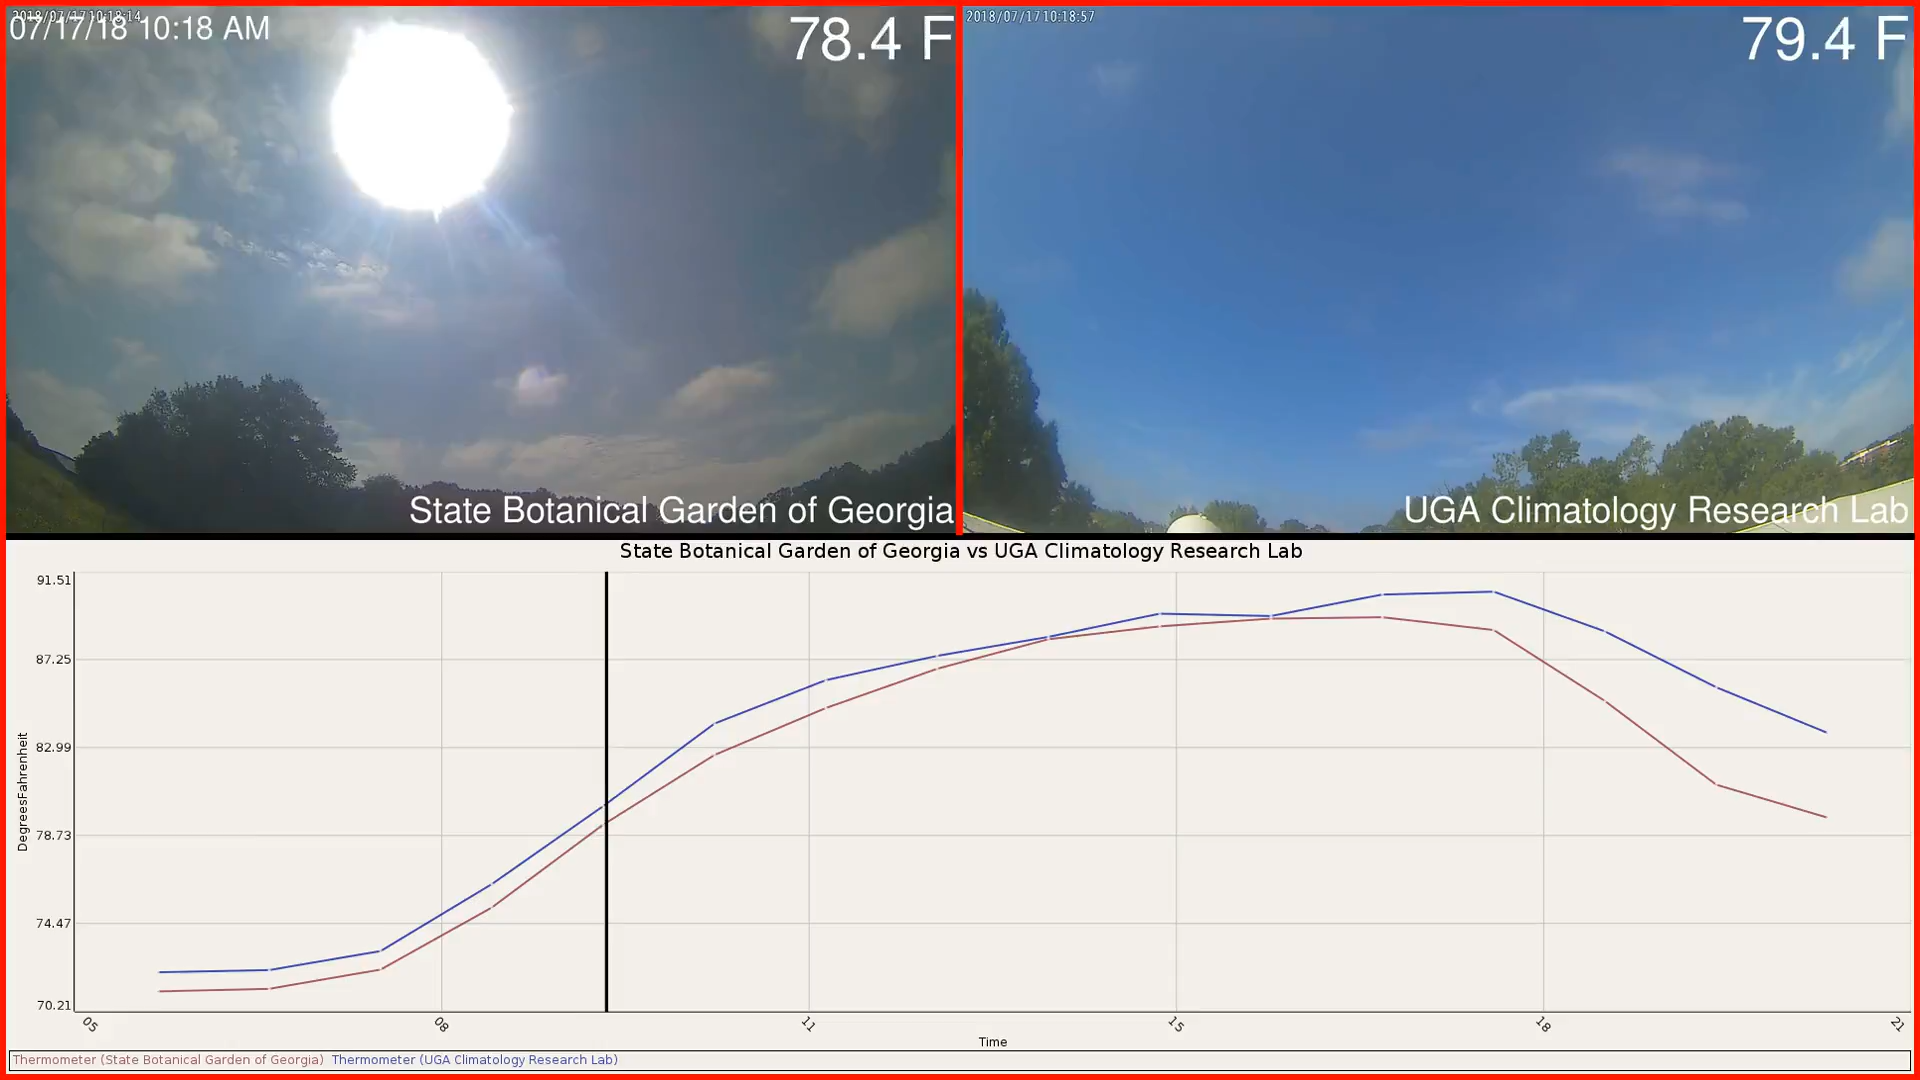 2018/07/17 10:18:14
07/17/18 10:18 AM
78.4 F
State Botanical Garden of Georgia
2018/07/17 10:18:57
79.4 F
UGA Climatology Research Lab
State Botanical Garden of Georgia vs UGA Climatology Research Lab
91.51
87.25
82.99
78.73
74.47
70.21
DegreesFahrenheit
05 08 11 15 18 21
Time
Thermometer (State Botanical Garden of Georgia) Thermometer (UGA Climatology Research Lab)